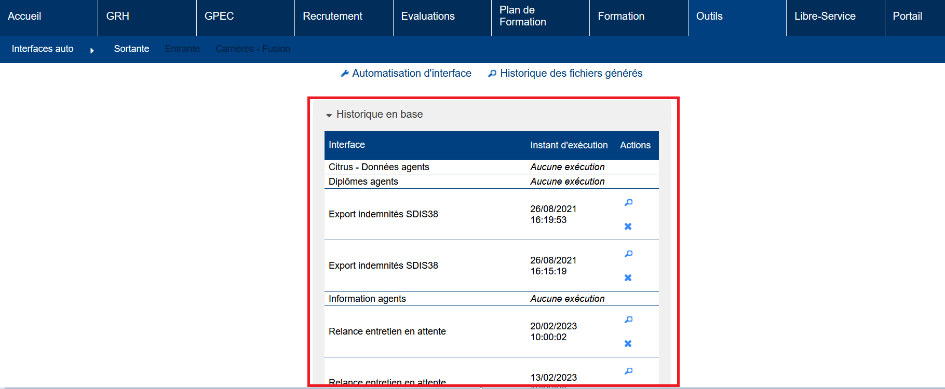 Accueil GRH GPEC Recrutement Evaluations Plan de Formation Formation Outils Libre-Service Portail
Interfaces auto Sortante Entrante Carrières - Fusion
Automatisation d'interface Historique des fichiers générés
Historique en base
Interface Instant d'exécution Actions
Citrus - Données agents Aucune exécution
Diplômes agents Aucune exécution
Export indemnités SDIS38 26/08/2021 16:19:53
Export indemnités SDIS38 26/08/2021 16:15:19
Information agents Aucune exécution
Relance entretien en attente 20/02/2023 10:00:02
Relance entretien en attente 13/02/2023